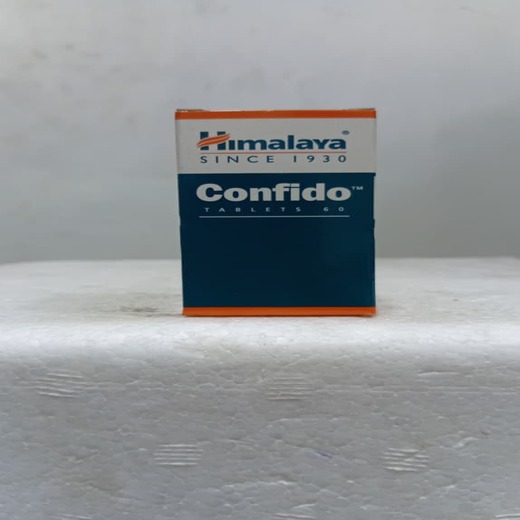 Himalaya®
SINCE 1930
Confido™
TABLETS 60